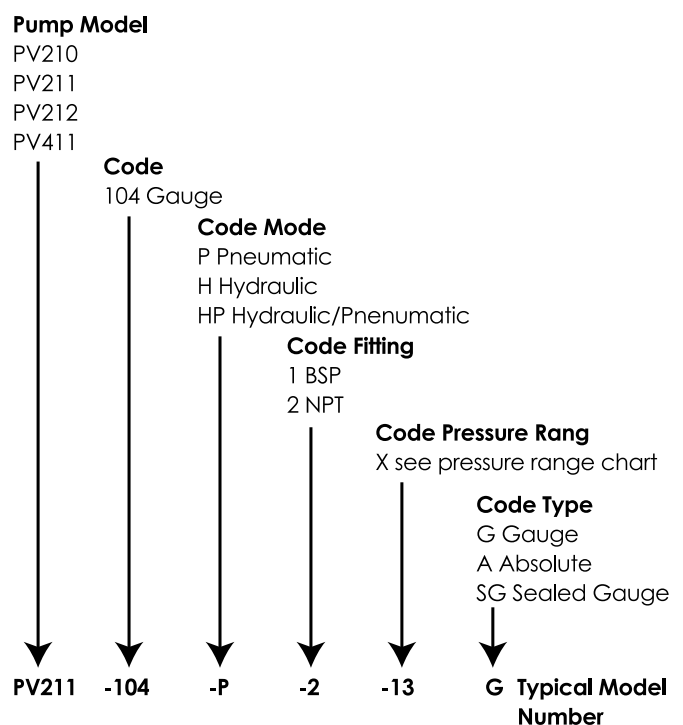 Pump Model
PV210
PV211
PV212
PV411
Code
104 Gauge
Code Mode
P Pneumatic
H Hydraulic
HP Hydraulic/Pnenumatic
Code Fitting
1 BSP
2 NPT
Code Pressure Rang
X see pressure range chart
Code Type
G Gauge
A Absolute
SG Sealed Gauge
PV211 -104 -P -2 -13 G Typical Model
Number